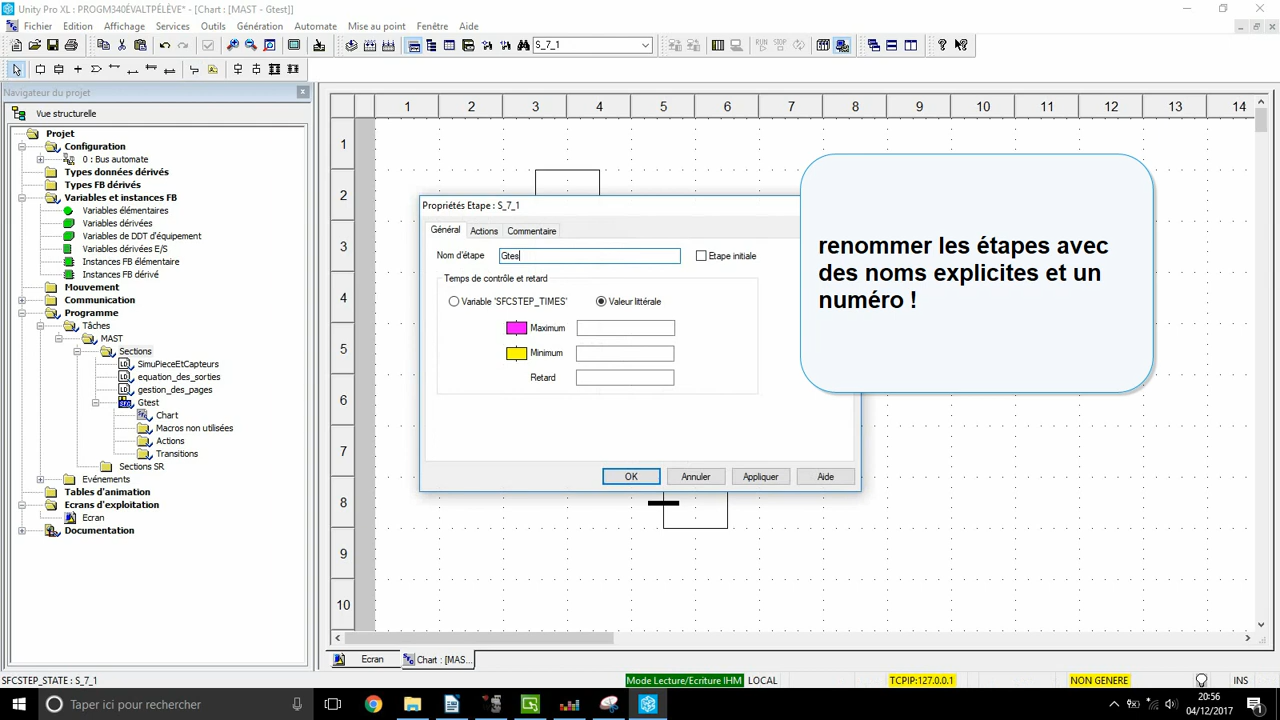 Unity Pro XL : PROGM340ÉVALTPÉLÈVE* - [Chart : [MAST - Gtest]]
Fichier Edition Affichage Services Outils Génération Automate Mise au point Fenêtre Aide
S_7_1
RUN STOP
Navigateur du projet
Vue structurelle
Projet
Configuration
0 : Bus automate
Types données dérivés
Types FB dérivés
Variables et instances FB
Variables élémentaires
Variables dérivées
Variables de DDT d'équipement
Variables dérivées E/S
Instances FB élémentaire
Instances FB dérivé
Mouvement
Communication
Programme
Tâches
MAST
Sections
SimuPieceEtCapteurs
equation_des_sorties
gestion_des_pages
Gtest
Chart
Macros non utilisées
Actions
Transitions
Sections SR
Evénements
Tables d'animation
Ecrans d'exploitation
Ecran
Documentation
1 2 3 4 5 6 7 8 9 10 11 12 13 14
1
2
3
4
5
6
7
8
9
10
Propriétés Etape : S_7_1
Général Actions Commentaire
Nom d'étape Gtes Etape initiale
Temps de contrôle et retard
Variable 'SFCSTEP_TIMES' Valeur littérale
Maximum
Minimum
Retard
OK Annuler Appliquer Aide
renommer les étapes avec
des noms explicites et un
numéro !
Ecran Chart : [MAS...
SFCSTEP_STATE : S_7_1 Mode Lecture/Ecriture IHM LOCAL TCPIP:127.0.0.1 NON GENERE INS
Taper ici pour rechercher
20:56
04/12/2017